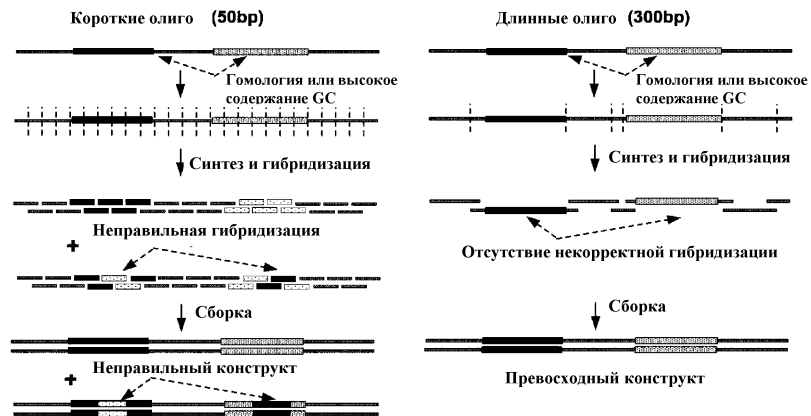 Короткие олиго (50bp)
Гомология или высокое
содержание GC
Синтез и гибридизация
Неправильная гибридизация
+
Сборка
Неправильный конструкт
+
Длинные олиго (300bp)
Гомология или высокое
содержание GC
Синтез и гибридизация
Отсутствие некорректной гибридизации
Сборка
Превосходный конструкт